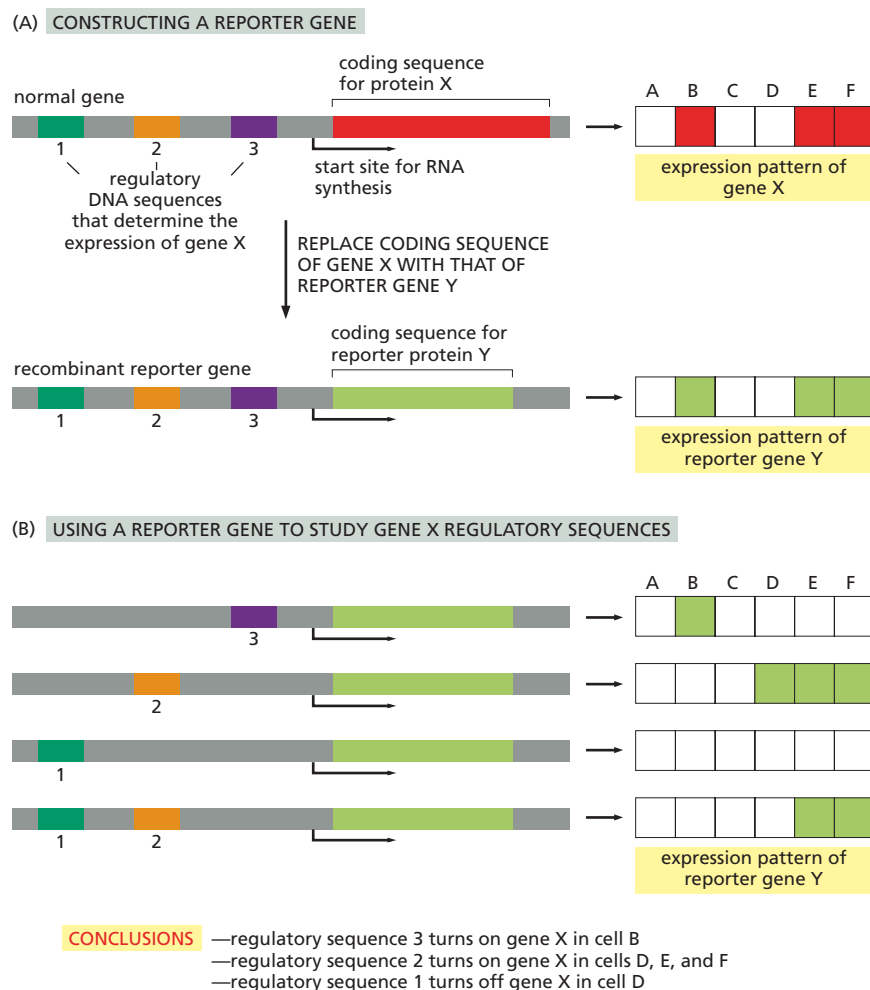 (A) CONSTRUCTING A REPORTER GENE
coding sequence
for protein X
normal gene
A B C D E F
1 2 3
start site for RNA
synthesis
regulatory
DNA sequences
that determine the
expression of gene X
expression pattern of
gene X
REPLACE CODING SEQUENCE
OF GENE X WITH THAT OF
REPORTER GENE Y
coding sequence for
reporter protein Y
recombinant reporter gene
1 2 3
expression pattern of
reporter gene Y
(B) USING A REPORTER GENE TO STUDY GENE X REGULATORY SEQUENCES
A B C D E F
3
2
1
1 2
expression pattern of
reporter gene Y
CONCLUSIONS —regulatory sequence 3 turns on gene X in cell B
—regulatory sequence 2 turns on gene X in cells D, E, and F
—regulatory sequence 1 turns off gene X in cell D